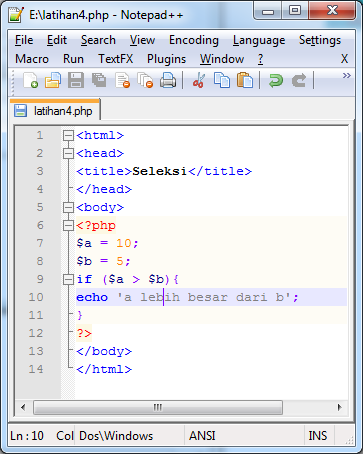 E:\latihan4.php - Notepad++
File Edit Search View Encoding Language Settings
Macro Run TextFX Plugins Window ? X
latihan4.php
1 <html>
2 <head>
3 <title>Seleksi</title>
4 </head>
5 <body>
6 <?php
7 $a = 10;
8 $b = 5;
9 if ($a > $b){
10 echo 'a lebih besar dari b';
11 }
12 ?>
13 </body>
14 </html>
Ln : 10 Col Dos\Windows ANSI INS